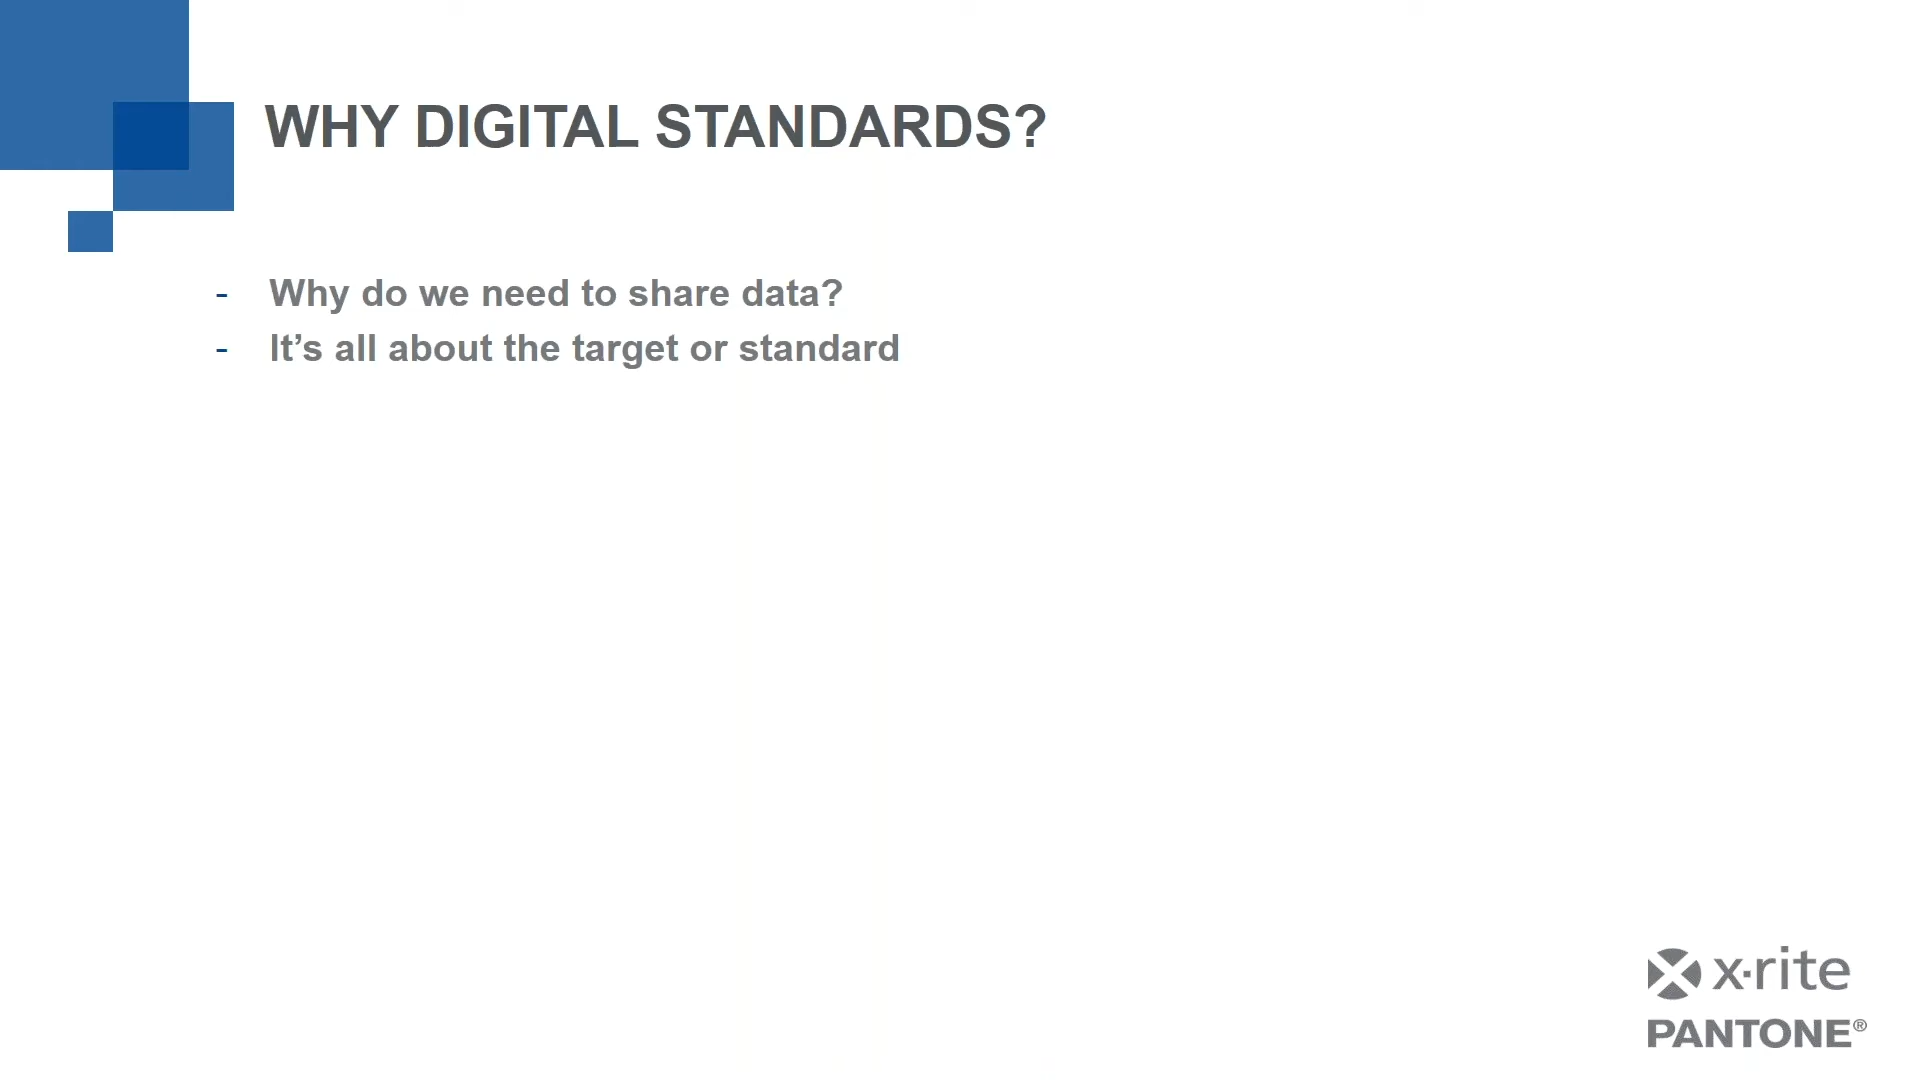 WHY DIGITAL STANDARDS?
- Why do we need to share data?
- It’s all about the target or standard
x·rite
PANTONE®